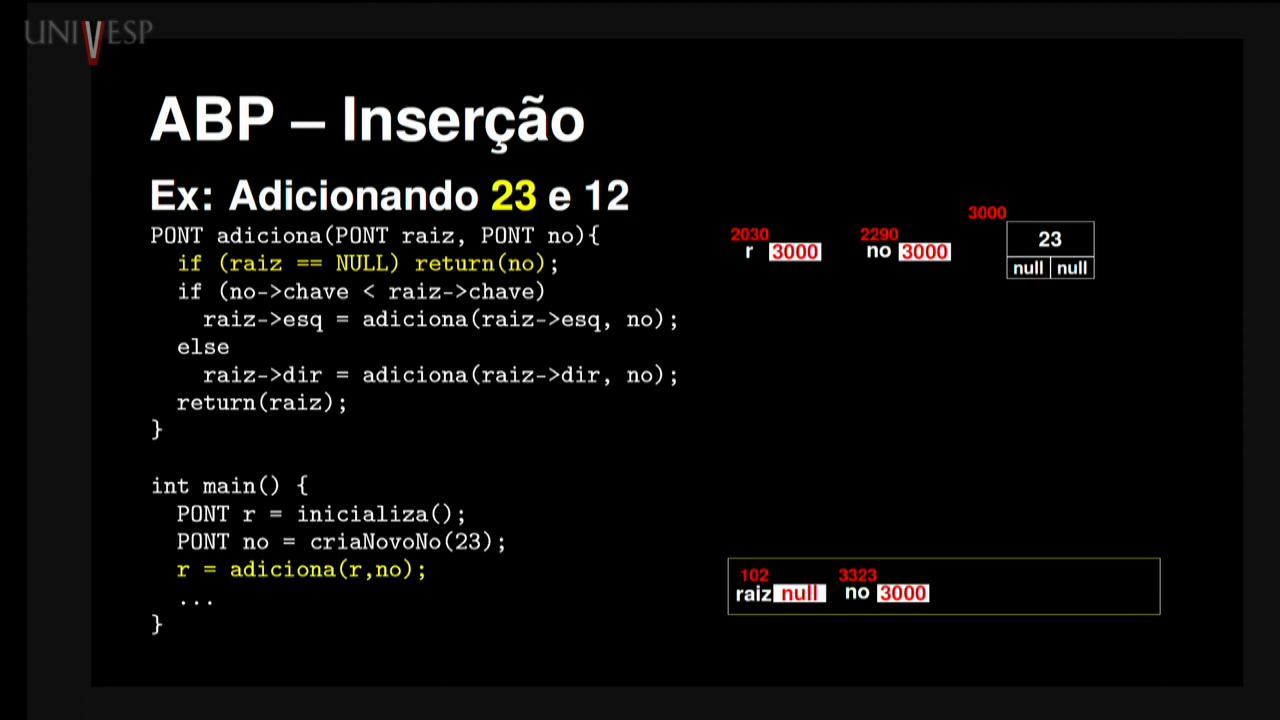 UNIVESP
ABP – Inserção
Ex: Adicionando 23 e 12
PONT adiciona(PONT raiz, PONT no){
if (raiz == NULL) return(no);
if (no->chave < raiz->chave)
raiz->esq = adiciona(raiz->esq, no);
else
raiz->dir = adiciona(raiz->dir, no);
return(raiz);
}
int main() {
PONT r = inicializa();
PONT no = criaNovoNo(23);
r = adiciona(r,no);
...
}
2030 2290 3000
r 3000 no 3000 23
null null
102 3323
raiz null no 3000